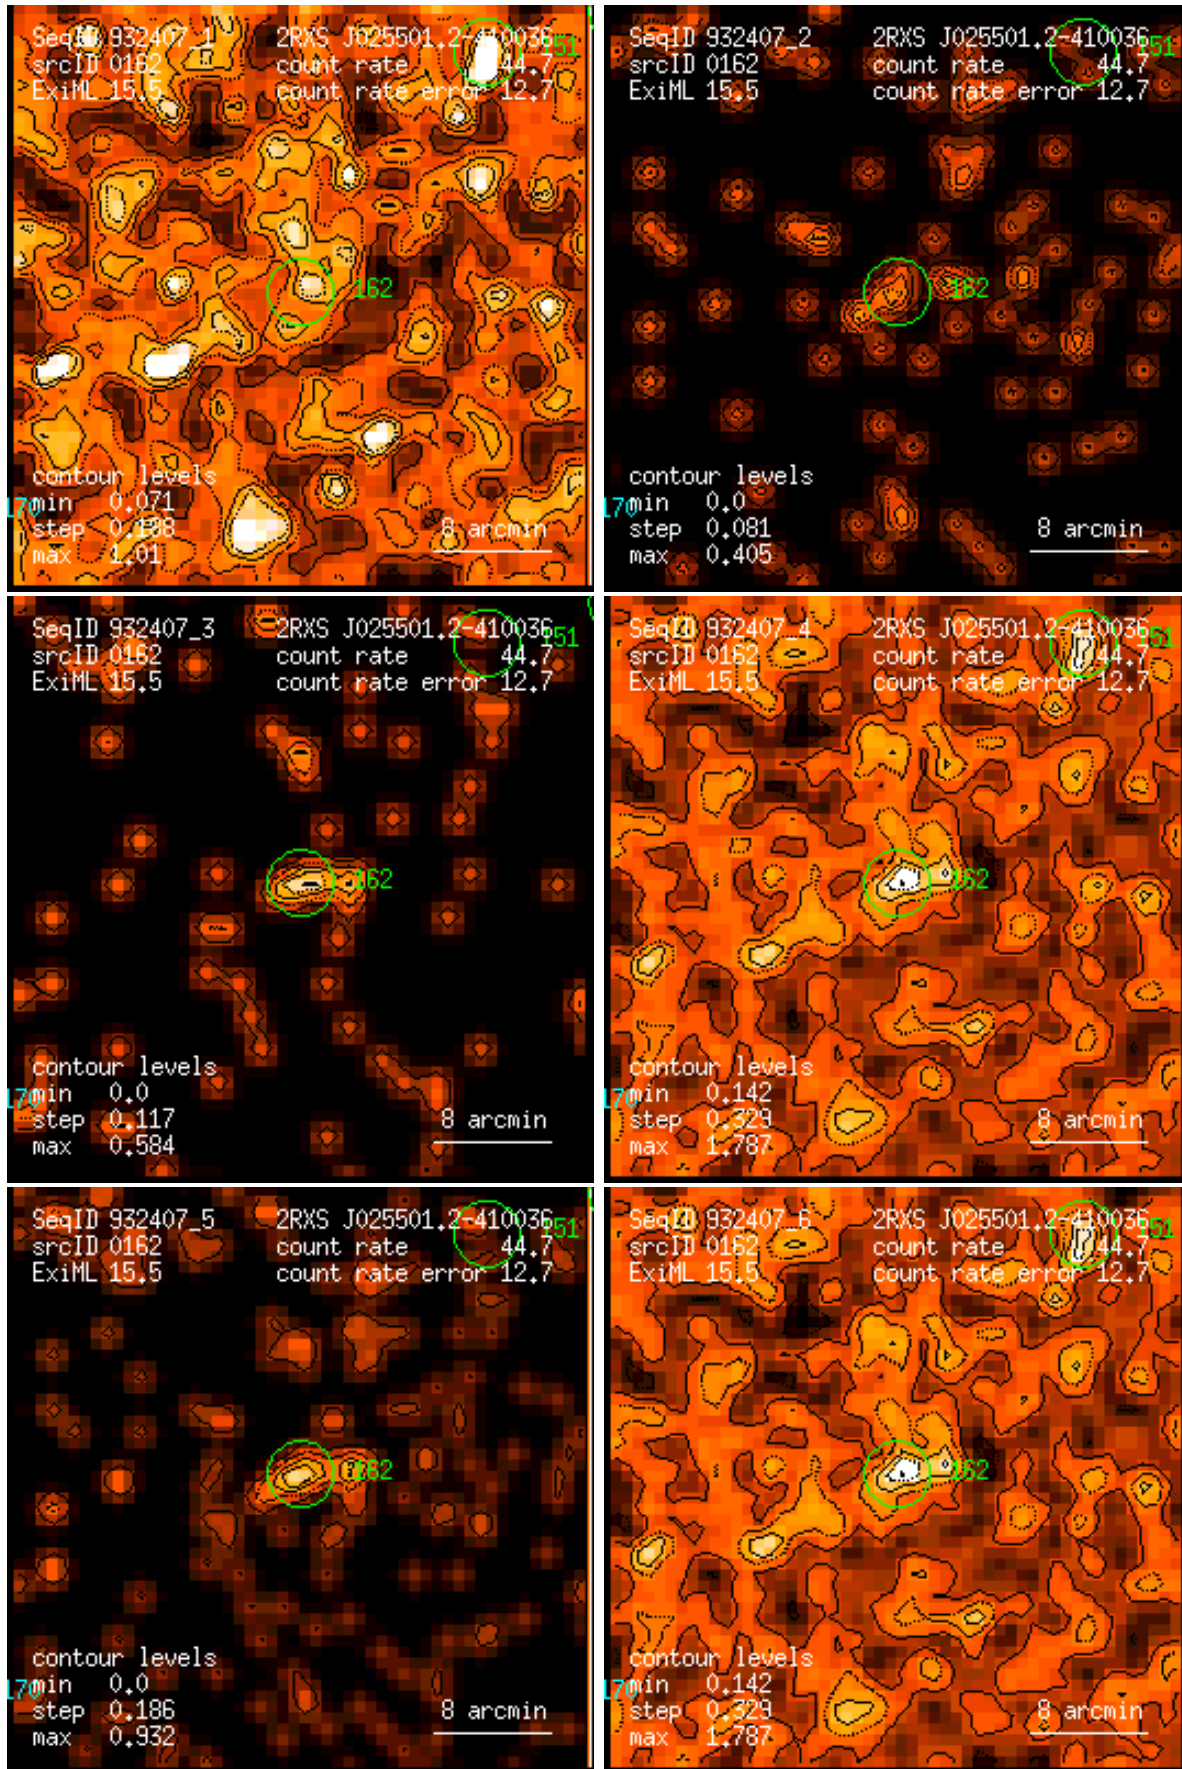 SeqID 932407_1 2RXS J025501.2-410036
srcID 0162 count rate 44.7
ExiML 15.5 count rate error 12.7
151
162
contour levels
170
min 0.071
step 0.188
max 1.01
8 arcmin
SeqID 932407_2 2RXS J025501.2-410036
srcID 0162 count rate 44.7
ExiML 15.5 count rate error 12.7
151
162
contour levels
170
min 0.0
step 0.081
max 0.405
8 arcmin
SeqID 932407_3 2RXS J025501.2-410036
srcID 0162 count rate 44.7
ExiML 15.5 count rate error 12.7
151
162
contour levels
170
min 0.0
step 0.117
max 0.584
8 arcmin
SeqID 932407_4 2RXS J025501.2-410036
srcID 0162 count rate 44.7
ExiML 15.5 count rate error 12.7
151
162
contour levels
170
min 0.142
step 0.329
max 1.787
8 arcmin
SeqID 932407_5 2RXS J025501.2-410036
srcID 0162 count rate 44.7
ExiML 15.5 count rate error 12.7
151
162
contour levels
170
min 0.0
step 0.186
max 0.932
8 arcmin
SeqID 932407_6 2RXS J025501.2-410036
srcID 0162 count rate 44.7
ExiML 15.5 count rate error 12.7
151
162
contour levels
170
min 0.142
step 0.329
max 1.787
8 arcmin